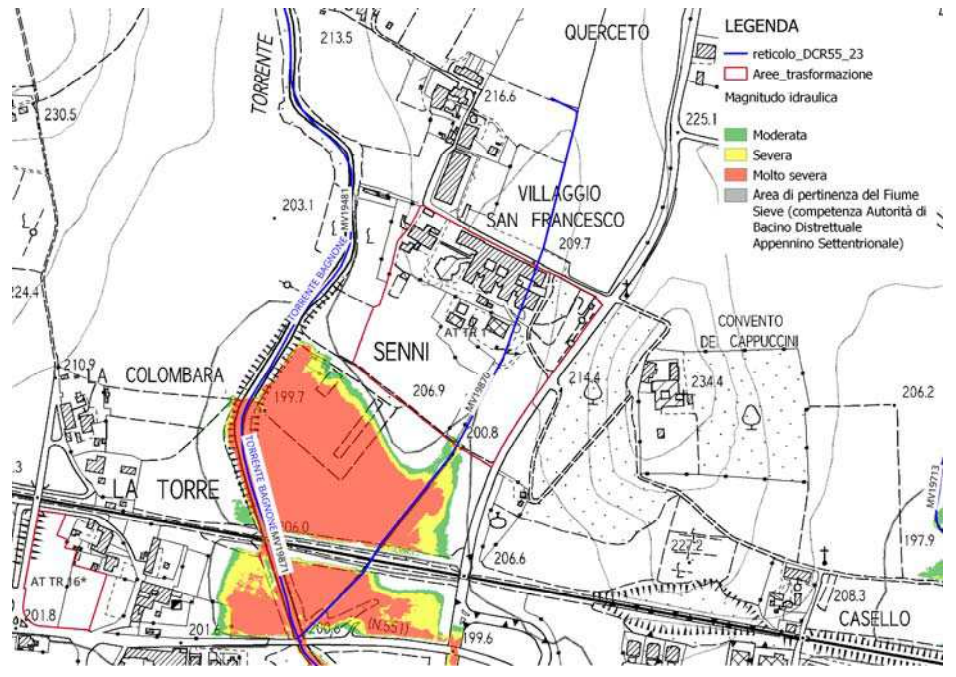 LEGENDA
reticolo_DCR55_23
Aree_trasformazione
Magnitudo idraulica
Moderata
Severa
Molto severa
Area di pertinenza del Fiume
Sieve (competenza Autorità di
Bacino Distrettuale
Appennino Settentrionale)
213.5
QUERCETO
TORRENTE
216.6
230.5
225.1
VILLAGGIO
SAN FRANCESCO
203.1
MV19481
209.7
TORRENTE BAGNONE
224.4
AT TR 1
CONVENTO
DEI CAPPUCCINI
SENNI
210.9
LA COLOMBARA
206.9
MV19870
214.4
234.4
206.2
199.7
200.8
.3
LA TORRE
TORRENTE BAGNONE
MV19871
MV19713
206.0
206.6
227.2
197.9
AT TR 16*
208.3
201.8
CASELLO
(N.551)
199.6